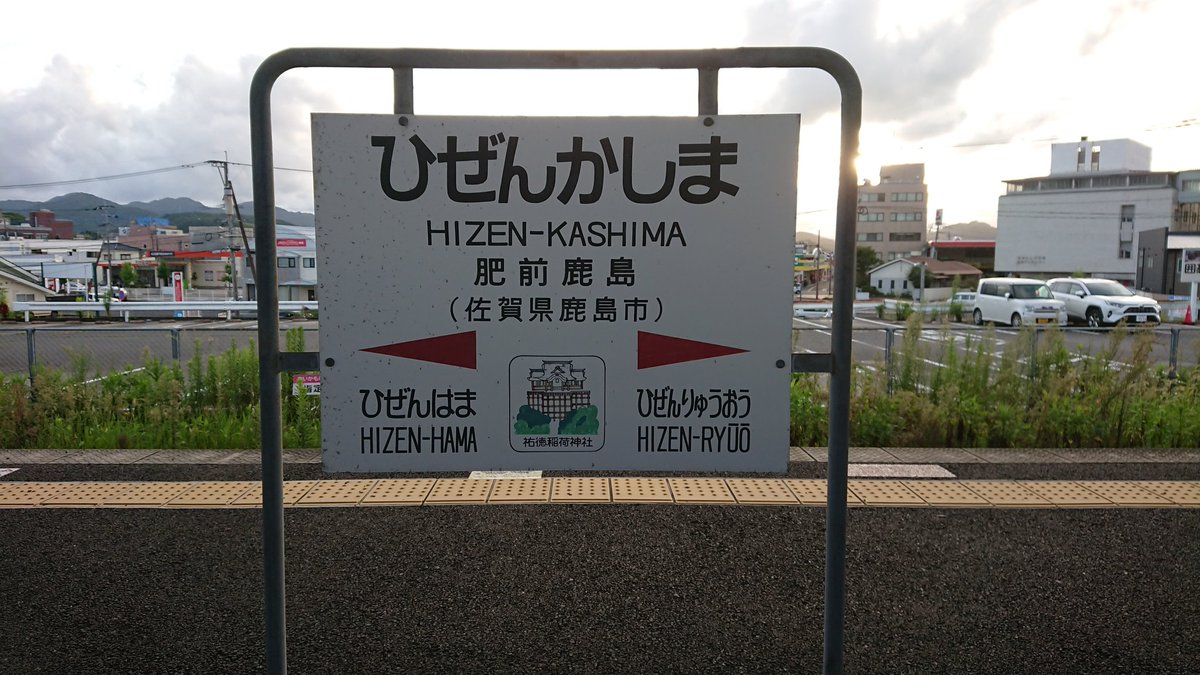 ひぜんかしま
HIZEN-KASHIMA
肥前鹿島
(佐賀県鹿島市)
ひぜんはま
HIZEN-HAMA
祐徳稲荷神社
ひぜんりゅうおう
HIZEN-RYŪŌ